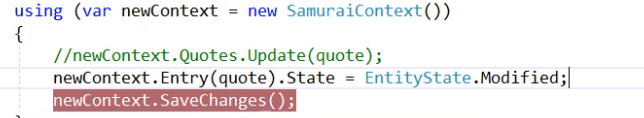 using (var newContext = new SamuraiContext())
{
//newContext.Quotes.Update(quote);
newContext.Entry(quote).State = EntityState.Modified;
newContext.SaveChanges();